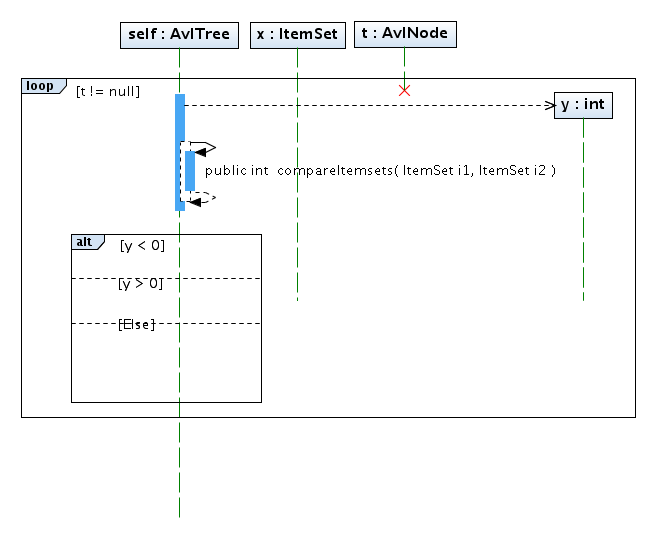 self : AvlTree
x : ItemSet
t : AvlNode
loop
[t != null]
y : int
public int compareItemsets( ItemSet i1, ItemSet i2 )
alt
[y < 0]
[y > 0]
[Else]